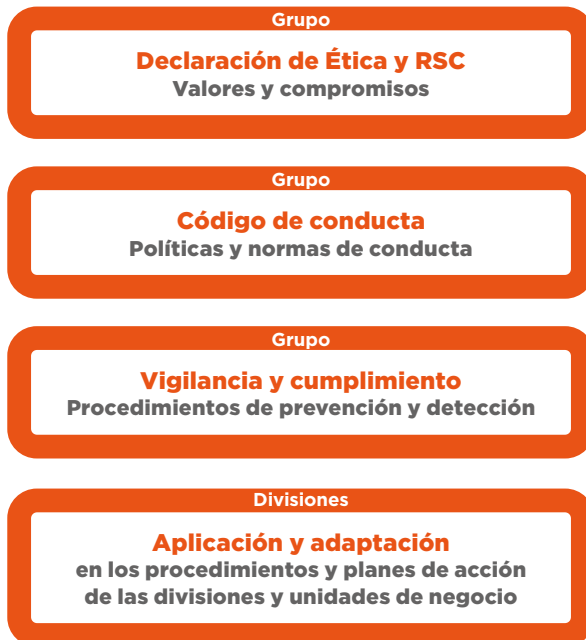 Grupo
Declaración de Ética y RSC
Valores y compromisos
Grupo
Código de conducta
Políticas y normas de conducta
Grupo
Vigilancia y cumplimiento
Procedimientos de prevención y detección
Divisiones
Aplicación y adaptación
en los procedimientos y planes de acción
de las divisiones y unidades de negocio